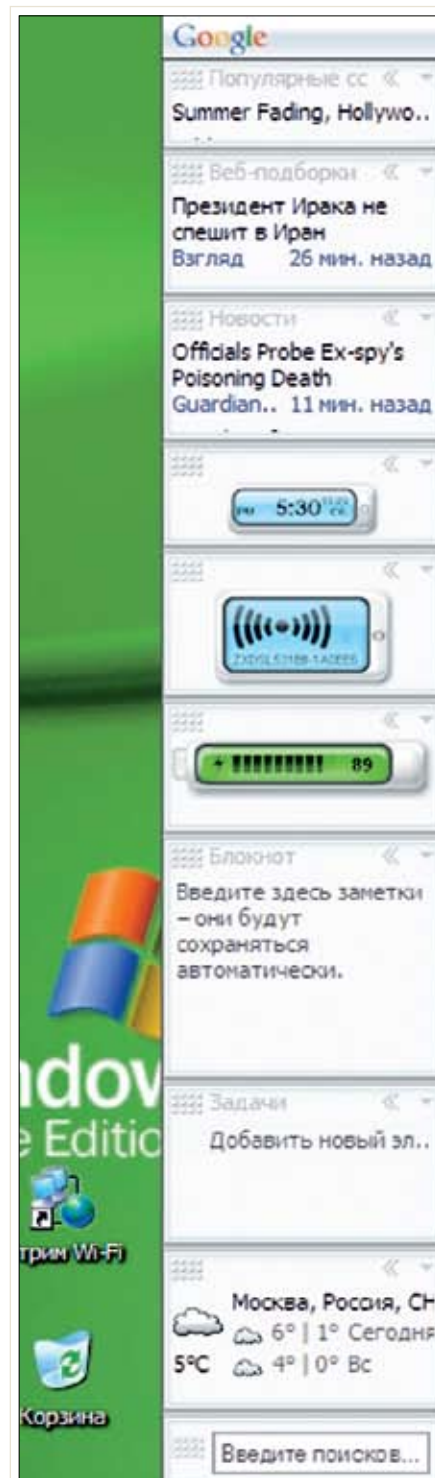 Google
Популярные сс
Summer Fading, Hollywo..
Веб-подборки
Президент Ирака не
спешит в Иран
Взгляд 26 мин. назад
Новости
Officials Probe Ex-spy's
Poisoning Death
Guardian.. 11 мин. назад
5:30
89
Блокнот
Введите здесь заметки
– они будут
сохраняться
автоматически.
Задачи
Добавить новый эл..
ndow
e Editio
трим Wi-Fi
Москва, Россия, СН
6° | 1° Сегодня
5°C 4° | 0° Вс
Корзина
Введите поисков...